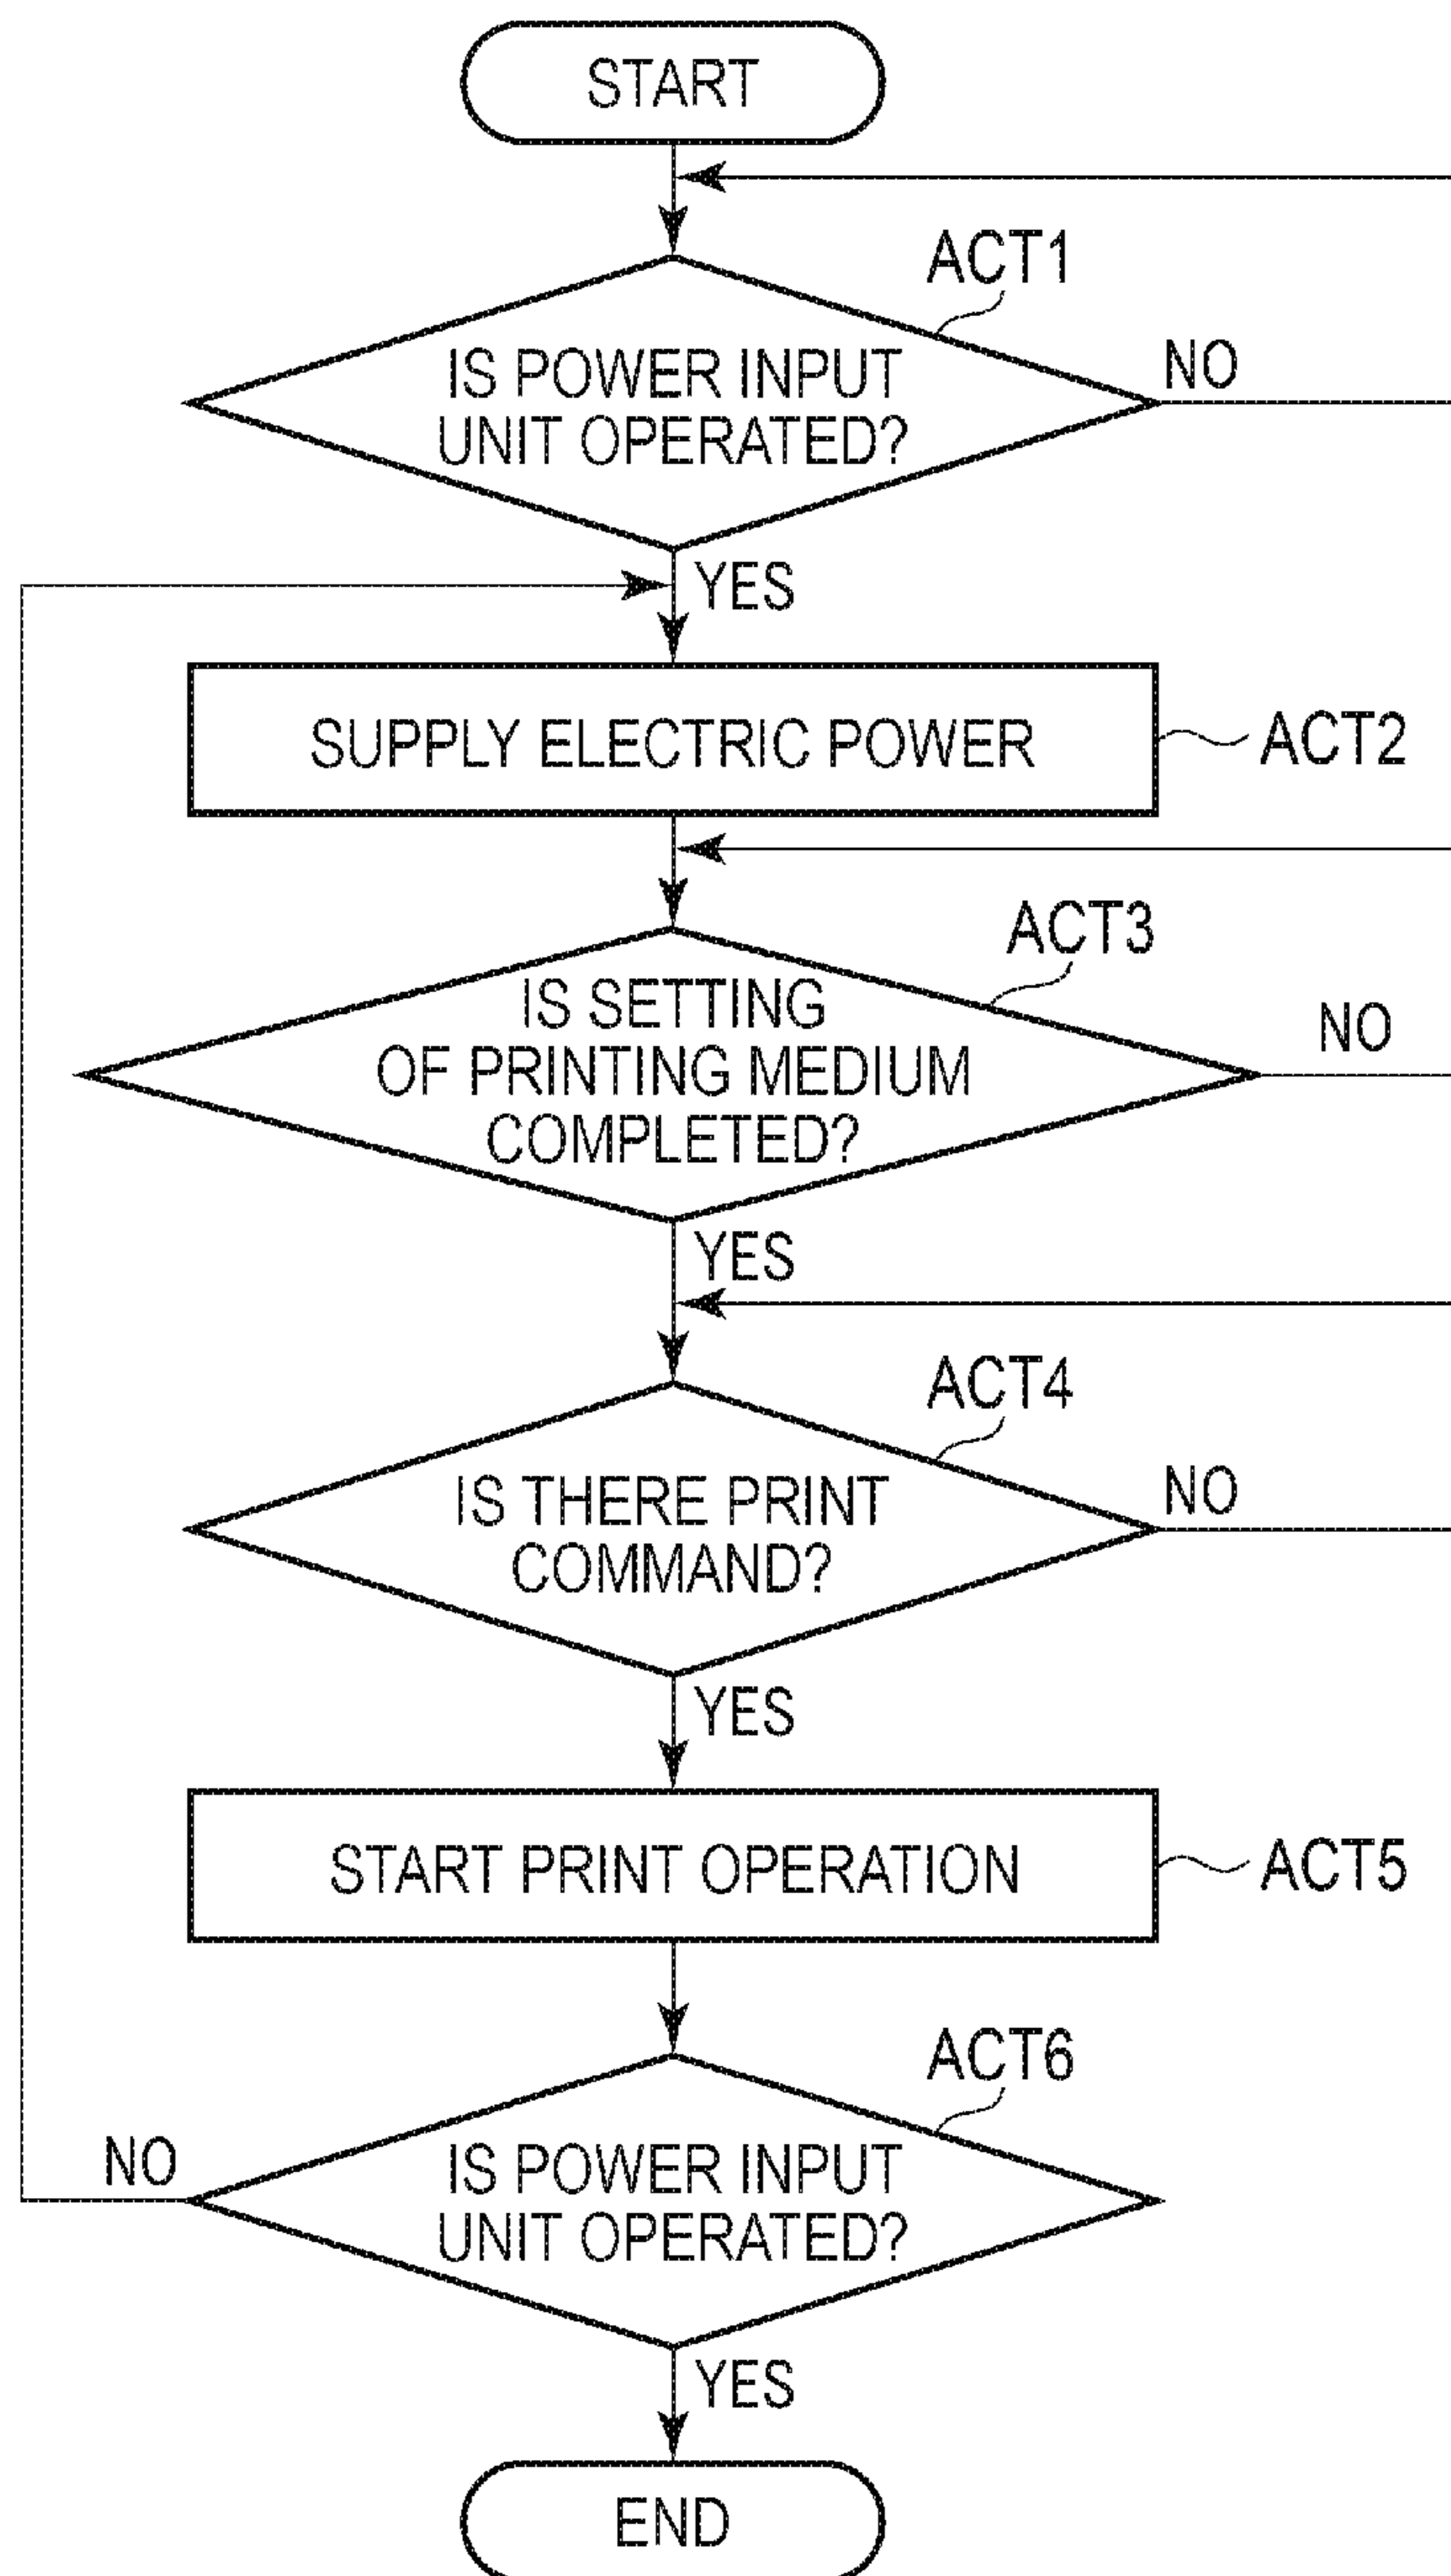 START
ACT1
IS POWER INPUT
UNIT OPERATED?
NO
YES
SUPPLY ELECTRIC POWER
ACT2
ACT3
IS SETTING
OF PRINTING MEDIUM
COMPLETED?
NO
YES
ACT4
IS THERE PRINT
COMMAND?
NO
YES
START PRINT OPERATION
ACT5
ACT6
IS POWER INPUT
UNIT OPERATED?
NO
YES
END